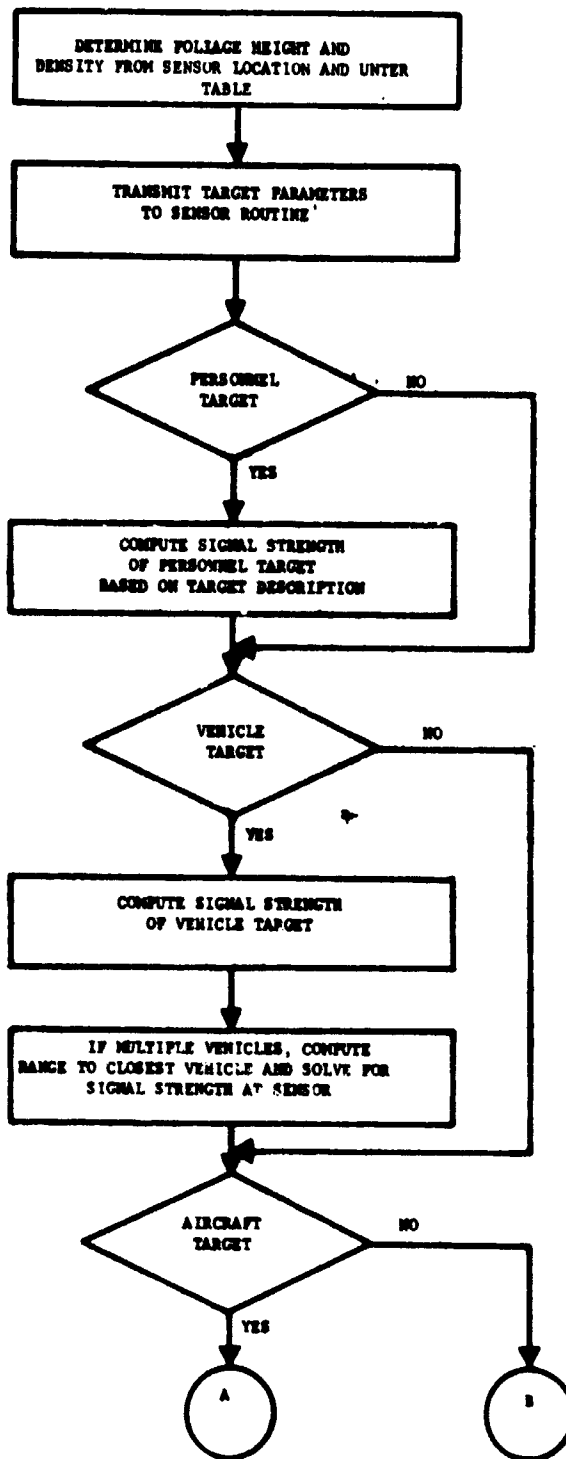 DETERMINE FOLIAGE HEIGHT AND
DENSITY FROM SENSOR LOCATION AND UNTER
TABLE
TRANSMIT TARGET PARAMETERS
TO SENSOR ROUTINE
PERSONNEL
TARGET
NO
YES
COMPUTE SIGNAL STRENGTH
OF PERSONNEL TARGET
BASED ON TARGET DESCRIPTION
VEHICLE
TARGET
NO
YES
COMPUTE SIGNAL STRENGTH
OF VEHICLE TARGET
IF MULTIPLE VEHICLES, COMPUTE
RANGE TO CLOSEST VEHICLE AND SOLVE FOR
SIGNAL STRENGTH AT SENSOR
AIRCRAFT
TARGET
NO
YES
A
B